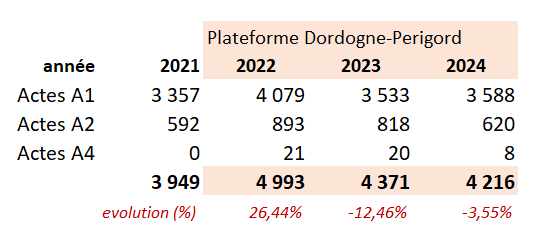 Plateforme Dordogne-Perigord
année 2021 2022 2023 2024
Actes A1 3 357 4 079 3 533 3 588
Actes A2 592 893 818 620
Actes A4 0 21 20 8
3 949 4 993 4 371 4 216
evolution (%) 26,44% -12,46% -3,55%